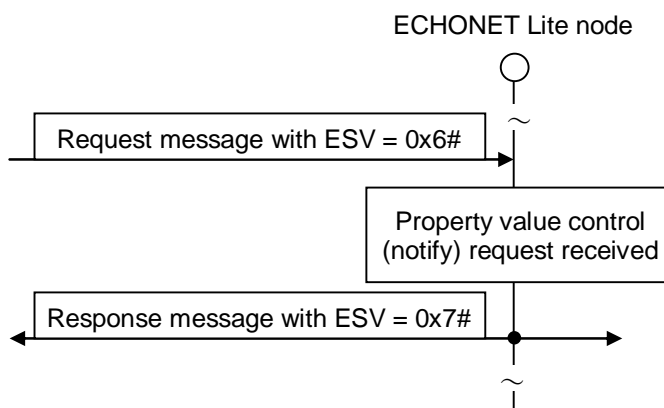 ECHONET Lite node
Request message with ESV = 0x6#
Property value control
(notify) request received
Response message with ESV = 0x7#